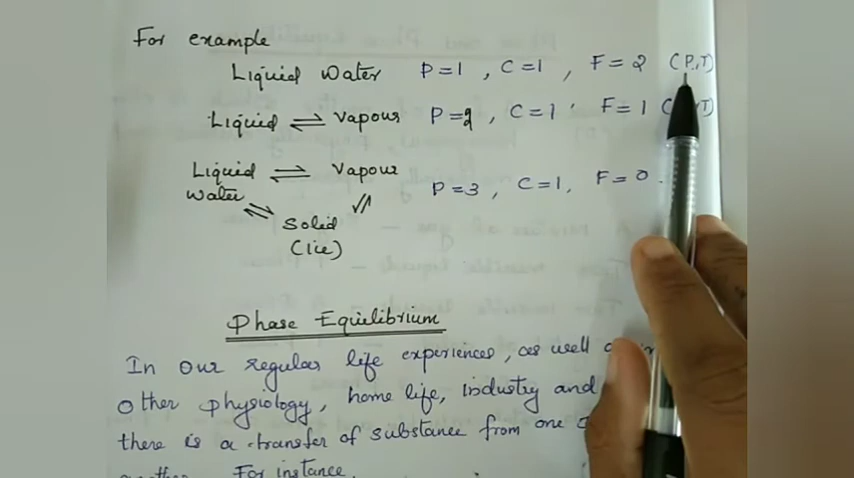 For example
Liquid Water P=1 , C=1 , F=2 (P,T)
Liquid ⇌ Vapour P=2 , C=1 , F=1 ( T)
Liquid ⇌ Vapour
water P=3 , C=1 , F=0 .
⇌ Solid ⇌
(Ice)
Phase Equilibrium
In our regular life experiences, as well
other physiology, home life, industry and
there is a transfer of substance from one
another. For instance,